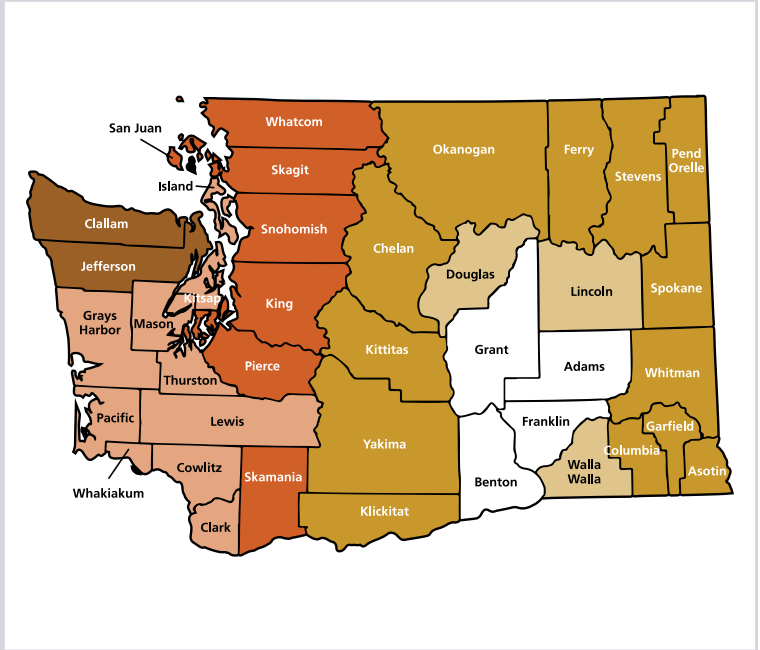 Whatcom
San Juan
Okanogan
Ferry
Pend
Orelle
Skagit
Stevens
Island
Clallam
Snohomish
Chelan
Jefferson
Douglas
Spokane
Lincoln
Kitsap
King
Grays
Harbor
Mason
Kittitas
Grant
Adams
Pierce
Whitman
Thurston
Pacific
Lewis
Franklin
Garfield
Yakima
Columbia
Cowlitz
Walla
Walla
Asotin
Skamania
Benton
Whakiakum
Klickitat
Clark